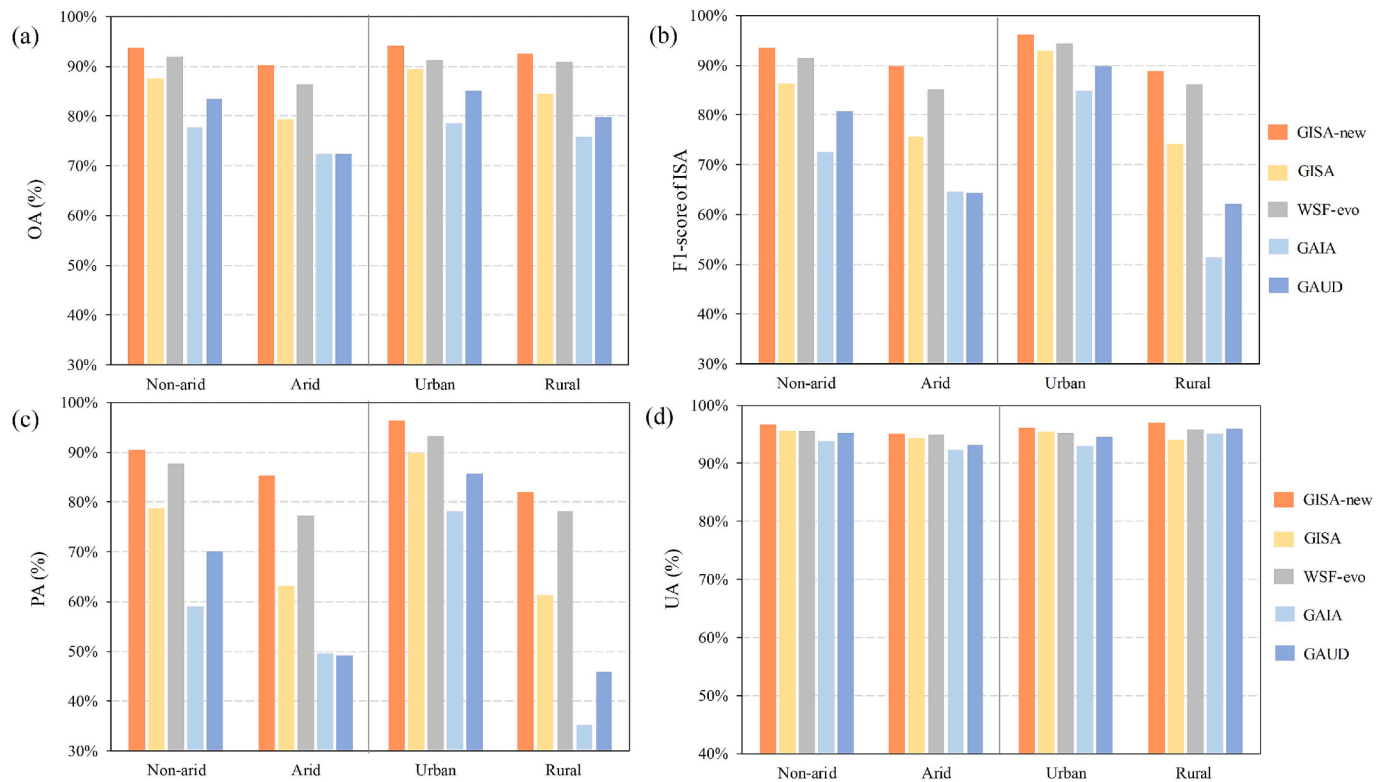 (a)
OA (%)
100%
90%
80%
70%
60%
50%
40%
30%
Non-arid Arid Urban Rural
(b)
F1-score of ISA
100%
90%
80%
70%
60%
50%
40%
30%
Non-arid Arid Urban Rural
GISA-new
GISA
WSF-evo
GAIA
GAUD
(c)
PA (%)
100%
90%
80%
70%
60%
50%
40%
30%
Non-arid Arid Urban Rural
(d)
UA (%)
100%
90%
80%
70%
60%
50%
40%
Non-arid Arid Urban Rural
GISA-new
GISA
WSF-evo
GAIA
GAUD